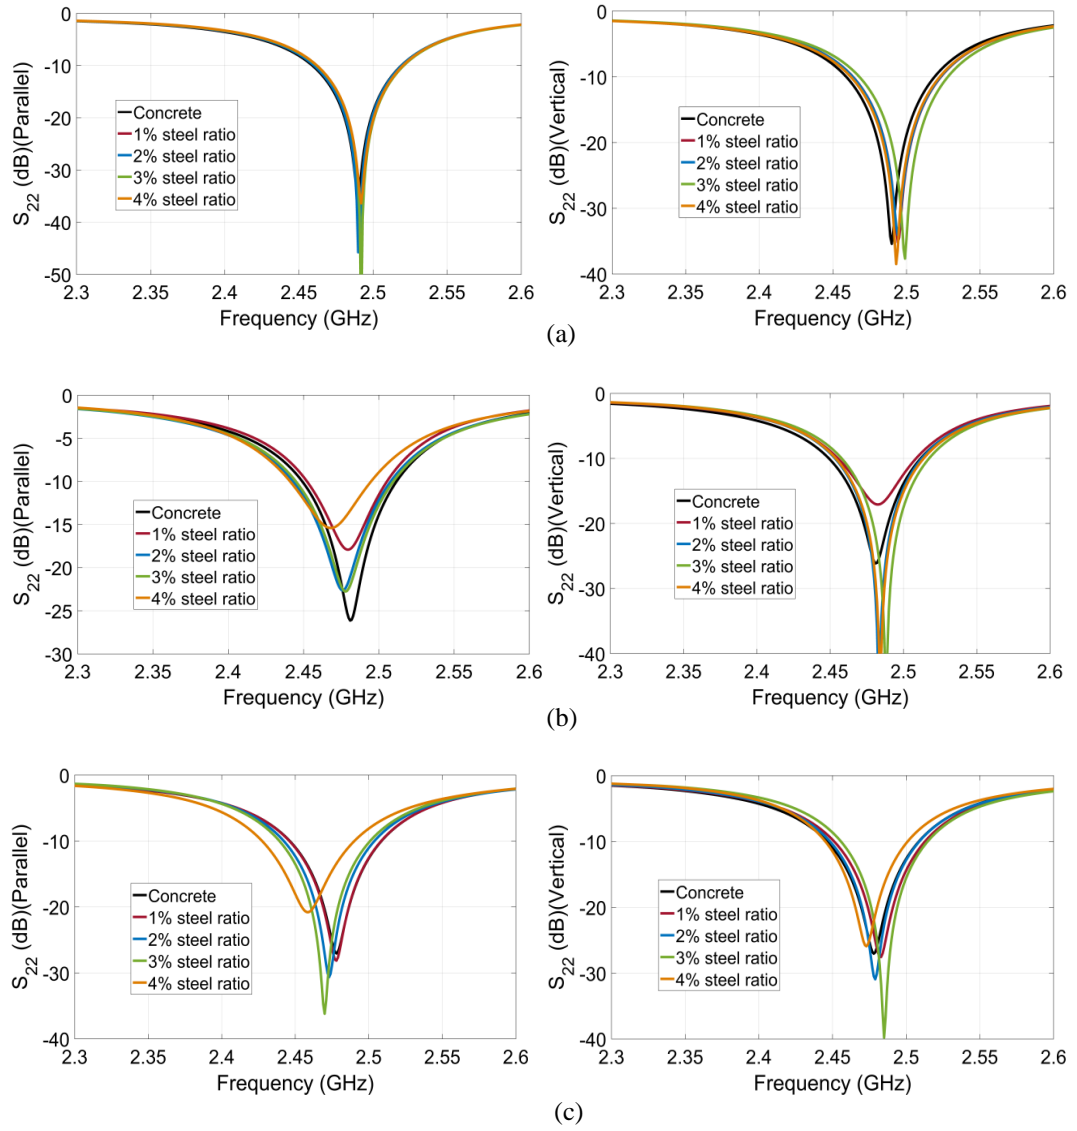 0
-10
-20
-30
-40
-50
2.3 2.35 2.4 2.45 2.5 2.55 2.6
S22 (dB)(Parallel)
Frequency (GHz)
Concrete
1% steel ratio
2% steel ratio
3% steel ratio
4% steel ratio
0
-10
-20
-30
-40
2.3 2.35 2.4 2.45 2.5 2.55 2.6
S22 (dB)(Vertical)
Frequency (GHz)
Concrete
1% steel ratio
2% steel ratio
3% steel ratio
4% steel ratio
(a)
0
-5
-10
-15
-20
-25
-30
2.3 2.35 2.4 2.45 2.5 2.55 2.6
S22 (dB)(Parallel)
Frequency (GHz)
Concrete
1% steel ratio
2% steel ratio
3% steel ratio
4% steel ratio
0
-10
-20
-30
-40
2.3 2.35 2.4 2.45 2.5 2.55 2.6
S22 (dB)(Vertical)
Frequency (GHz)
Concrete
1% steel ratio
2% steel ratio
3% steel ratio
4% steel ratio
(b)
0
-10
-20
-30
-40
2.3 2.35 2.4 2.45 2.5 2.55 2.6
S22 (dB)(Parallel)
Frequency (GHz)
Concrete
1% steel ratio
2% steel ratio
3% steel ratio
4% steel ratio
0
-10
-20
-30
-40
2.3 2.35 2.4 2.45 2.5 2.55 2.6
S22 (dB)(Vertical)
Frequency (GHz)
Concrete
1% steel ratio
2% steel ratio
3% steel ratio
4% steel ratio
(c)